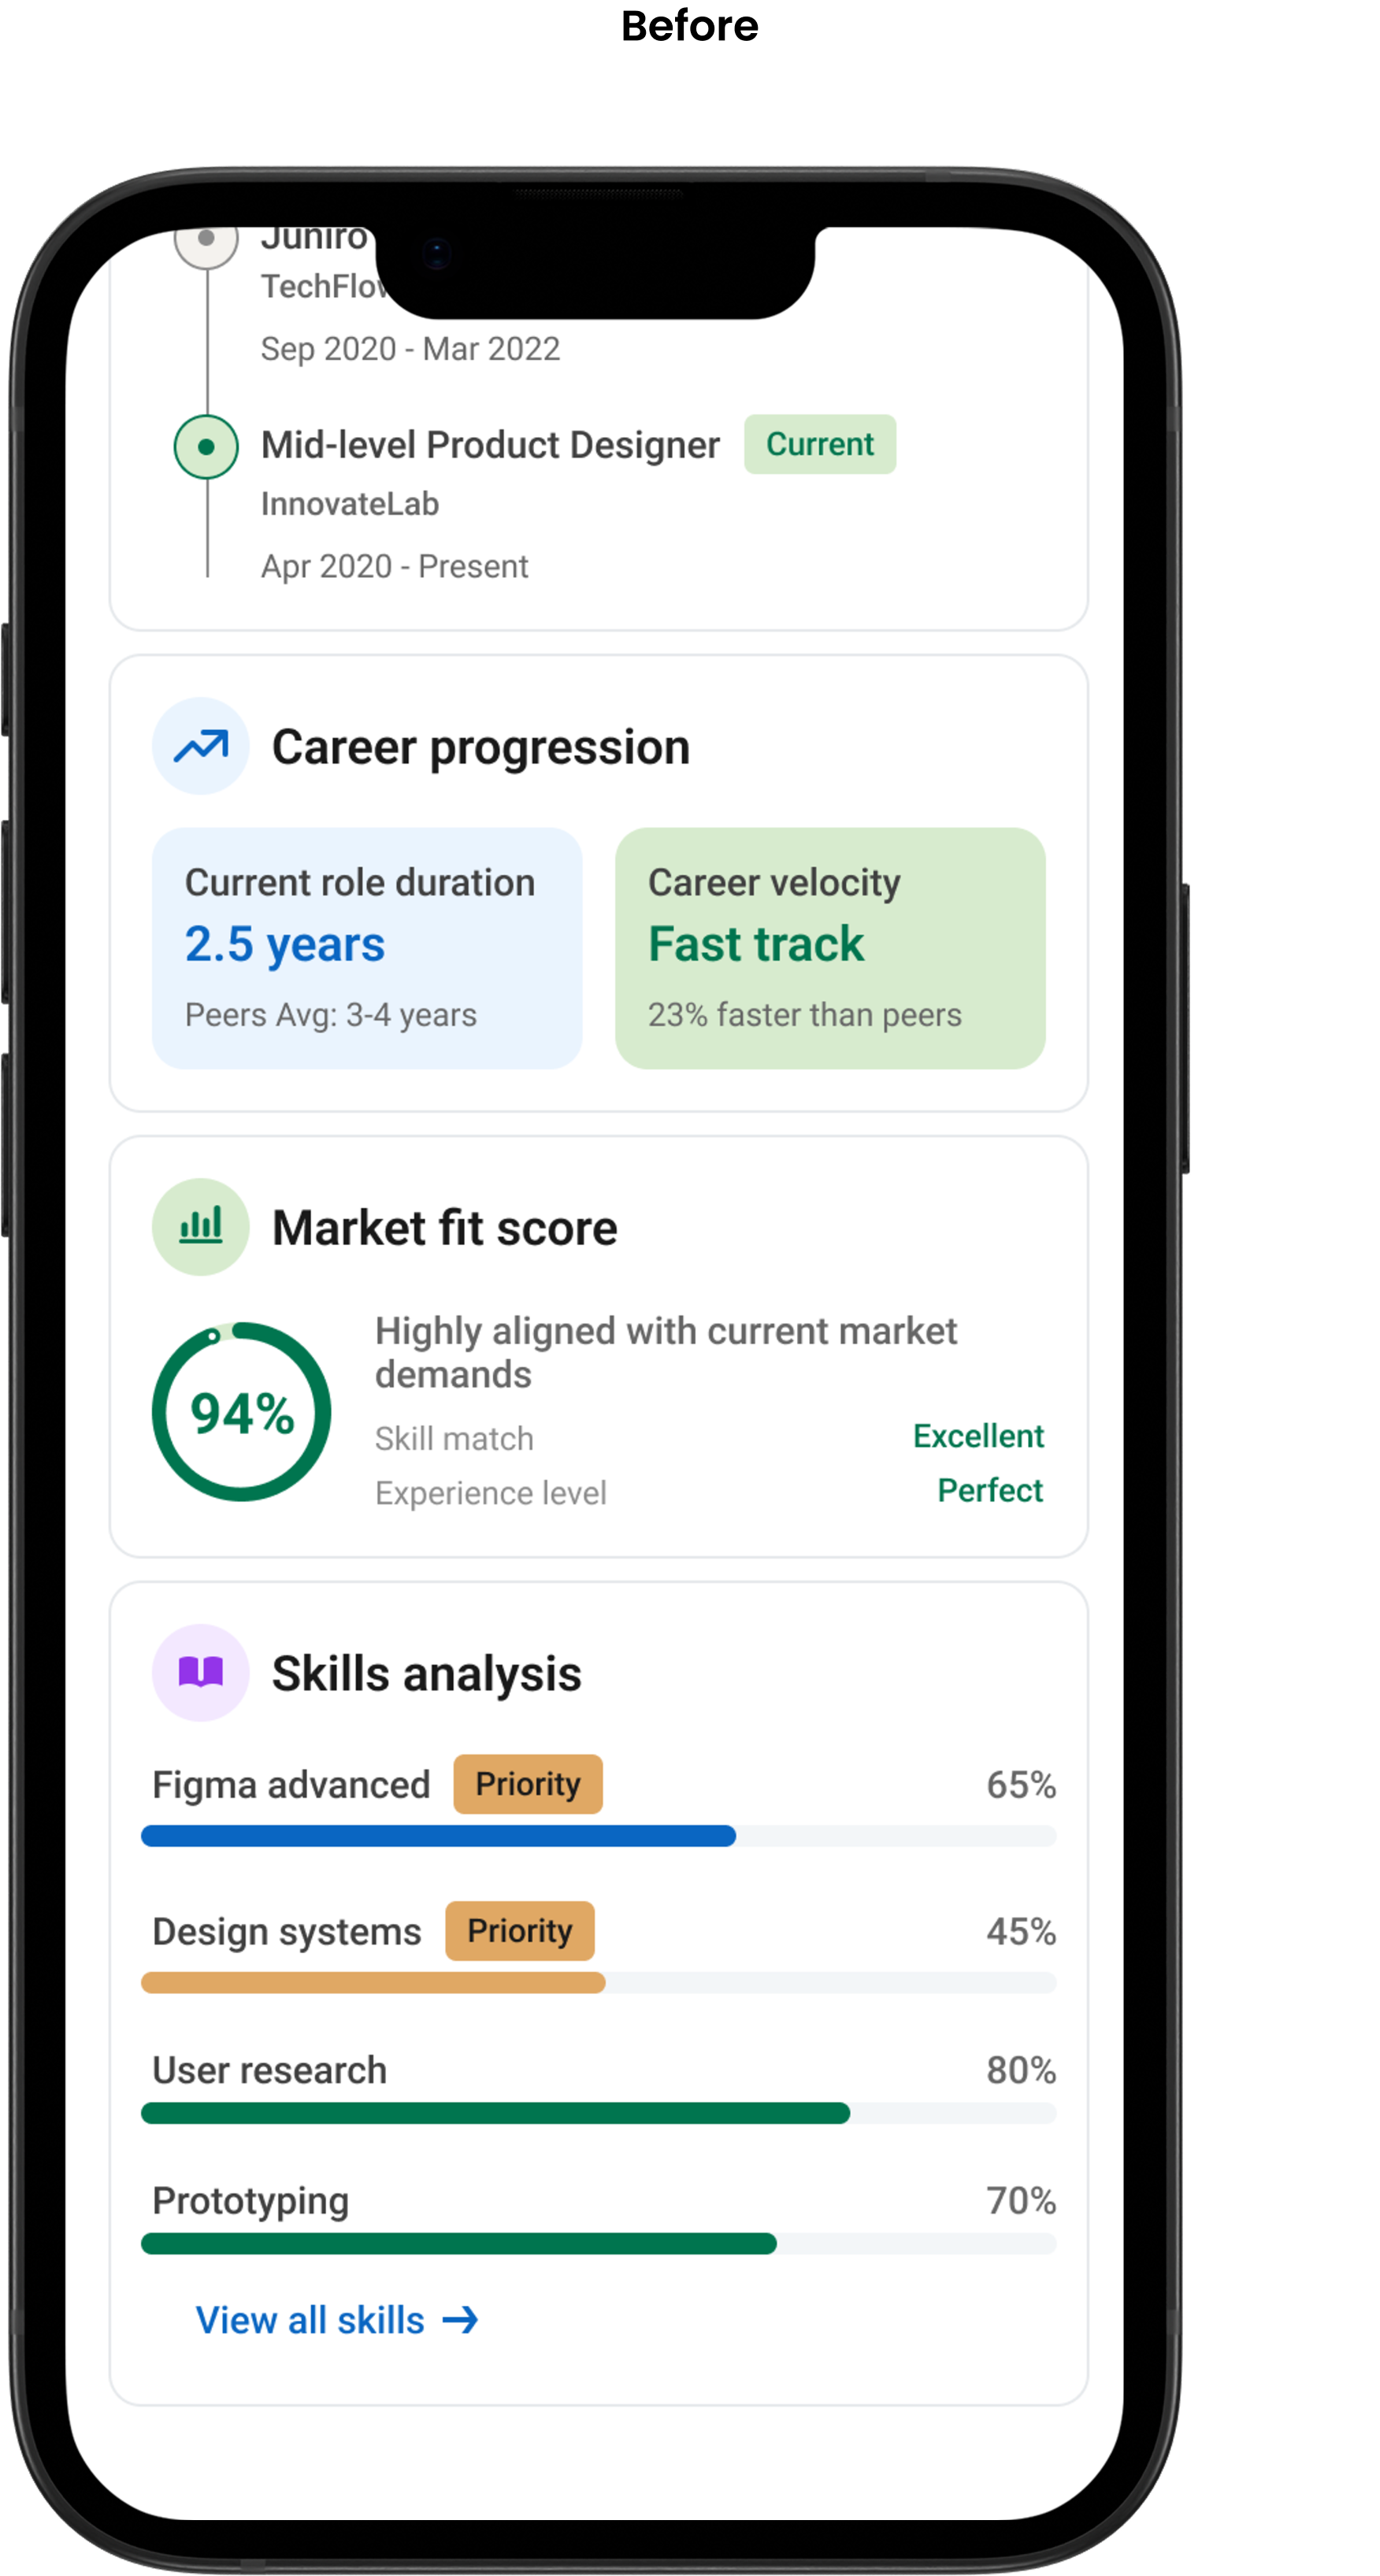 Before
Juniro
TechFlow
Sep 2020 - Mar 2022
Mid-level Product Designer Current
InnovateLab
Apr 2020 - Present
Career progression
Current role duration
2.5 years
Peers Avg: 3-4 years
Career velocity
Fast track
23% faster than peers
Market fit score
94%
Highly aligned with current market
demands
Skill match Excellent
Experience level Perfect
Skills analysis
Figma advanced Priority 65%
Design systems Priority 45%
User research 80%
Prototyping 70%
View all skills →